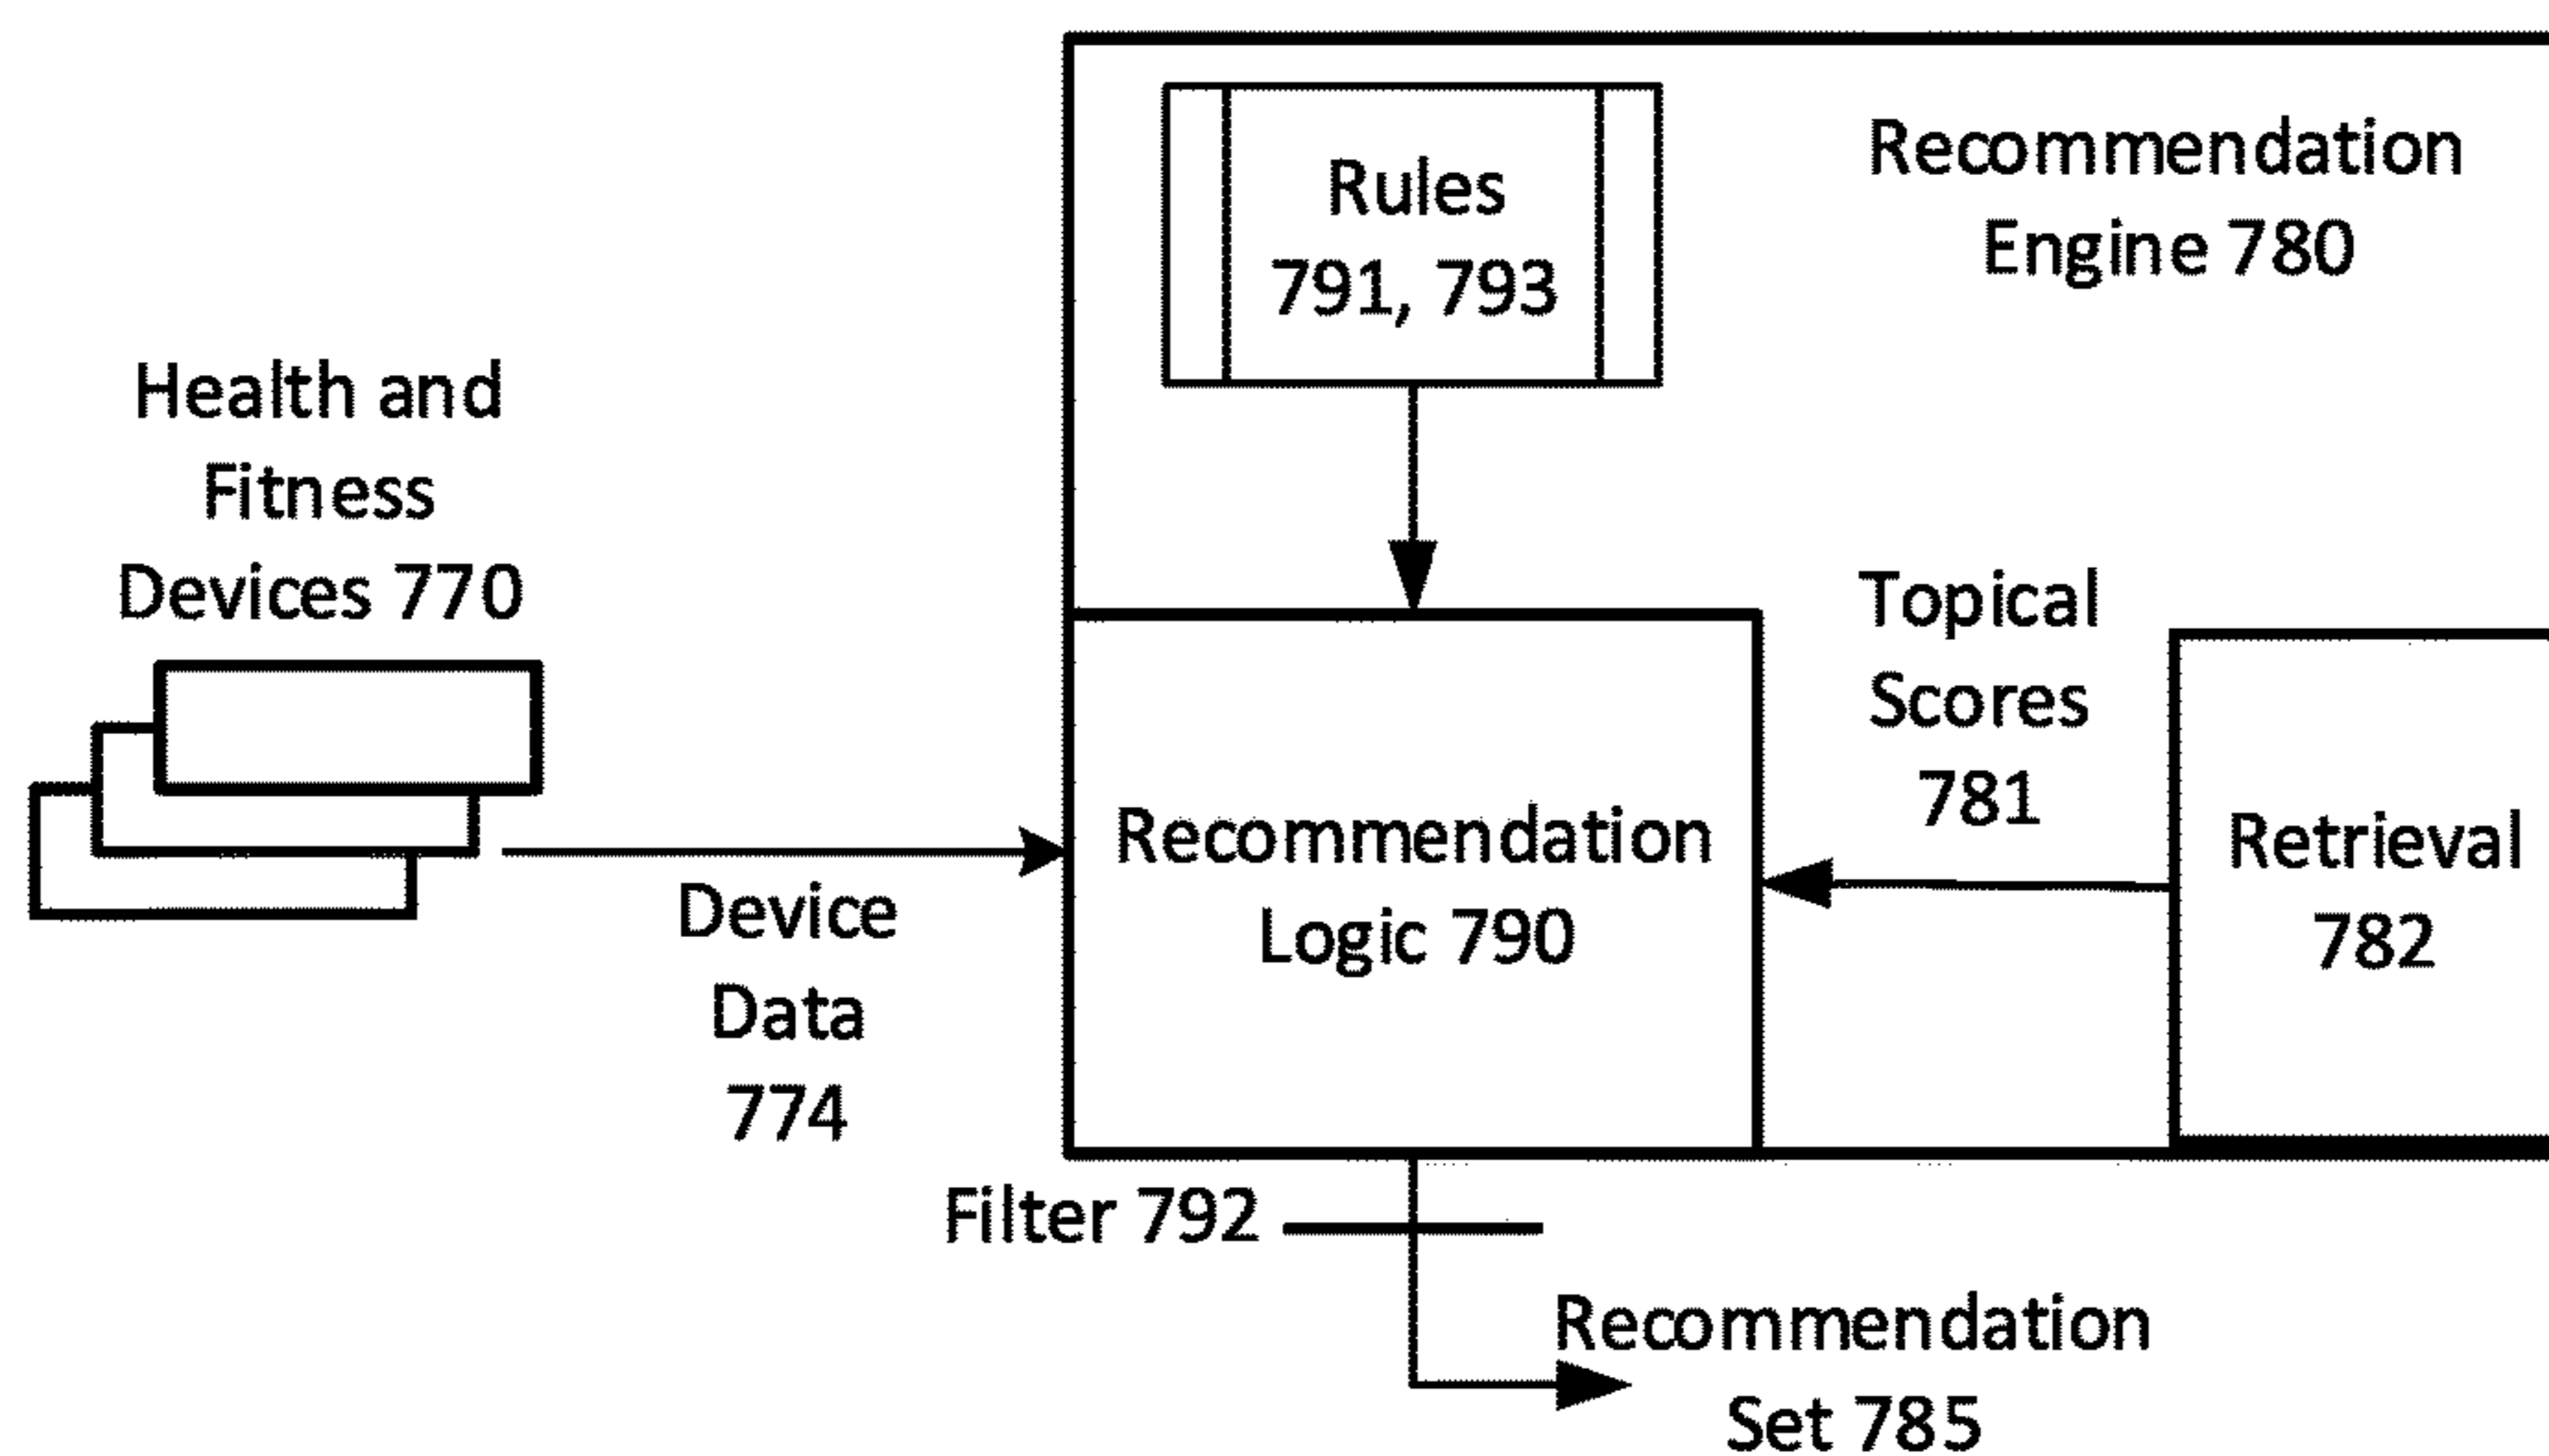 Recommendation
Engine 780
Rules
791, 793
Health and
Fitness
Devices 770
Topical
Scores
781
Recommendation
Logic 790
Retrieval
782
Device
Data
774
Filter 792
Recommendation
Set 785